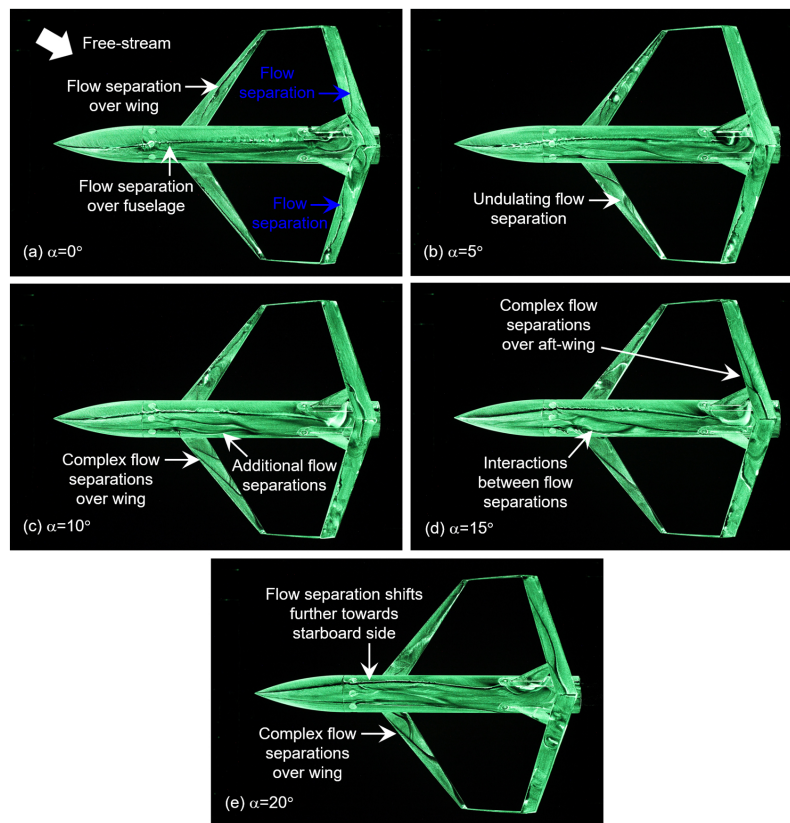 Free-stream
Flow separation
over wing
Flow
separation
Flow separation
over fuselage
Flow
separation
(a) α=0°
Undulating flow
separation
(b) α=5°
Complex flow
separations
over wing
Additional flow
separations
(c) α=10°
Complex flow
separations
over aft-wing
Interactions
between flow
separations
(d) α=15°
Flow separation shifts
further towards
starboard side
Complex flow
separations
over wing
(e) α=20°